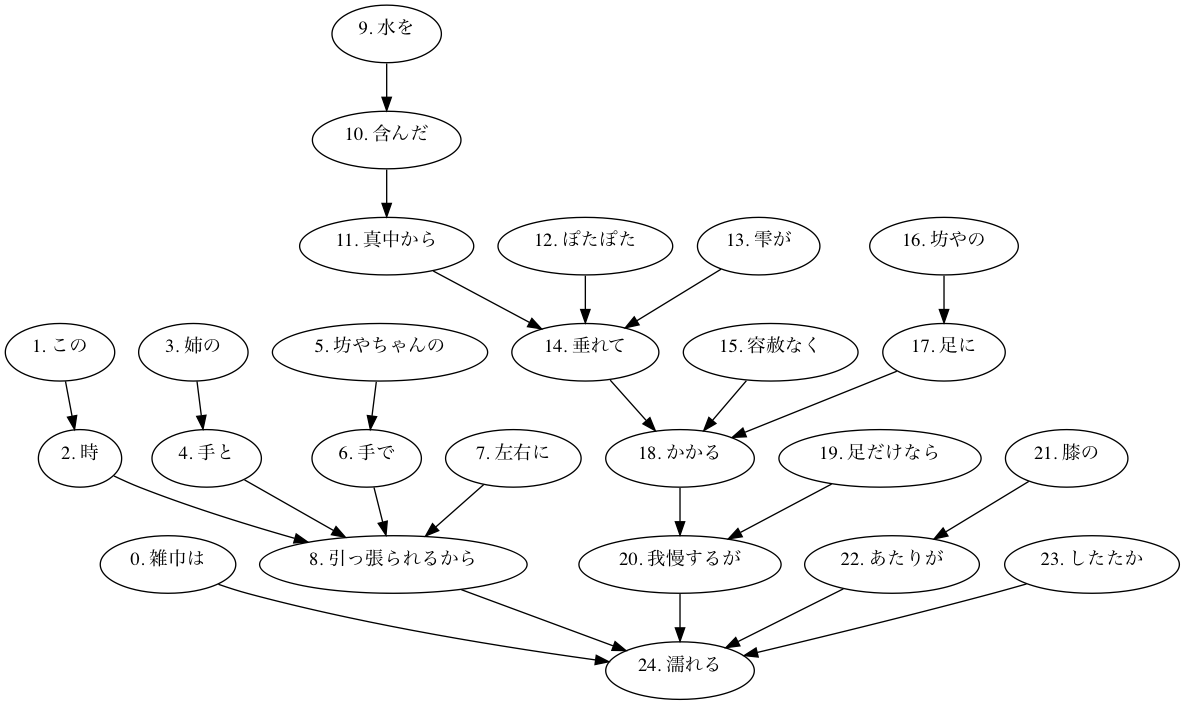 9. 水を
10. 含んだ
11. 真中から
12. ぽたぽた
13. 雫が
16. 坊やの
1. この
3. 姉の
5. 坊やちゃんの
14. 垂れて
15. 容赦なく
17. 足に
2. 時
4. 手と
6. 手で
7. 左右に
18. かかる
19. 足だけなら
21. 膝の
0. 雑巾は
8. 引っ張られるから
20. 我慢するが
22. あたりが
23. したたか
24. 濡れる